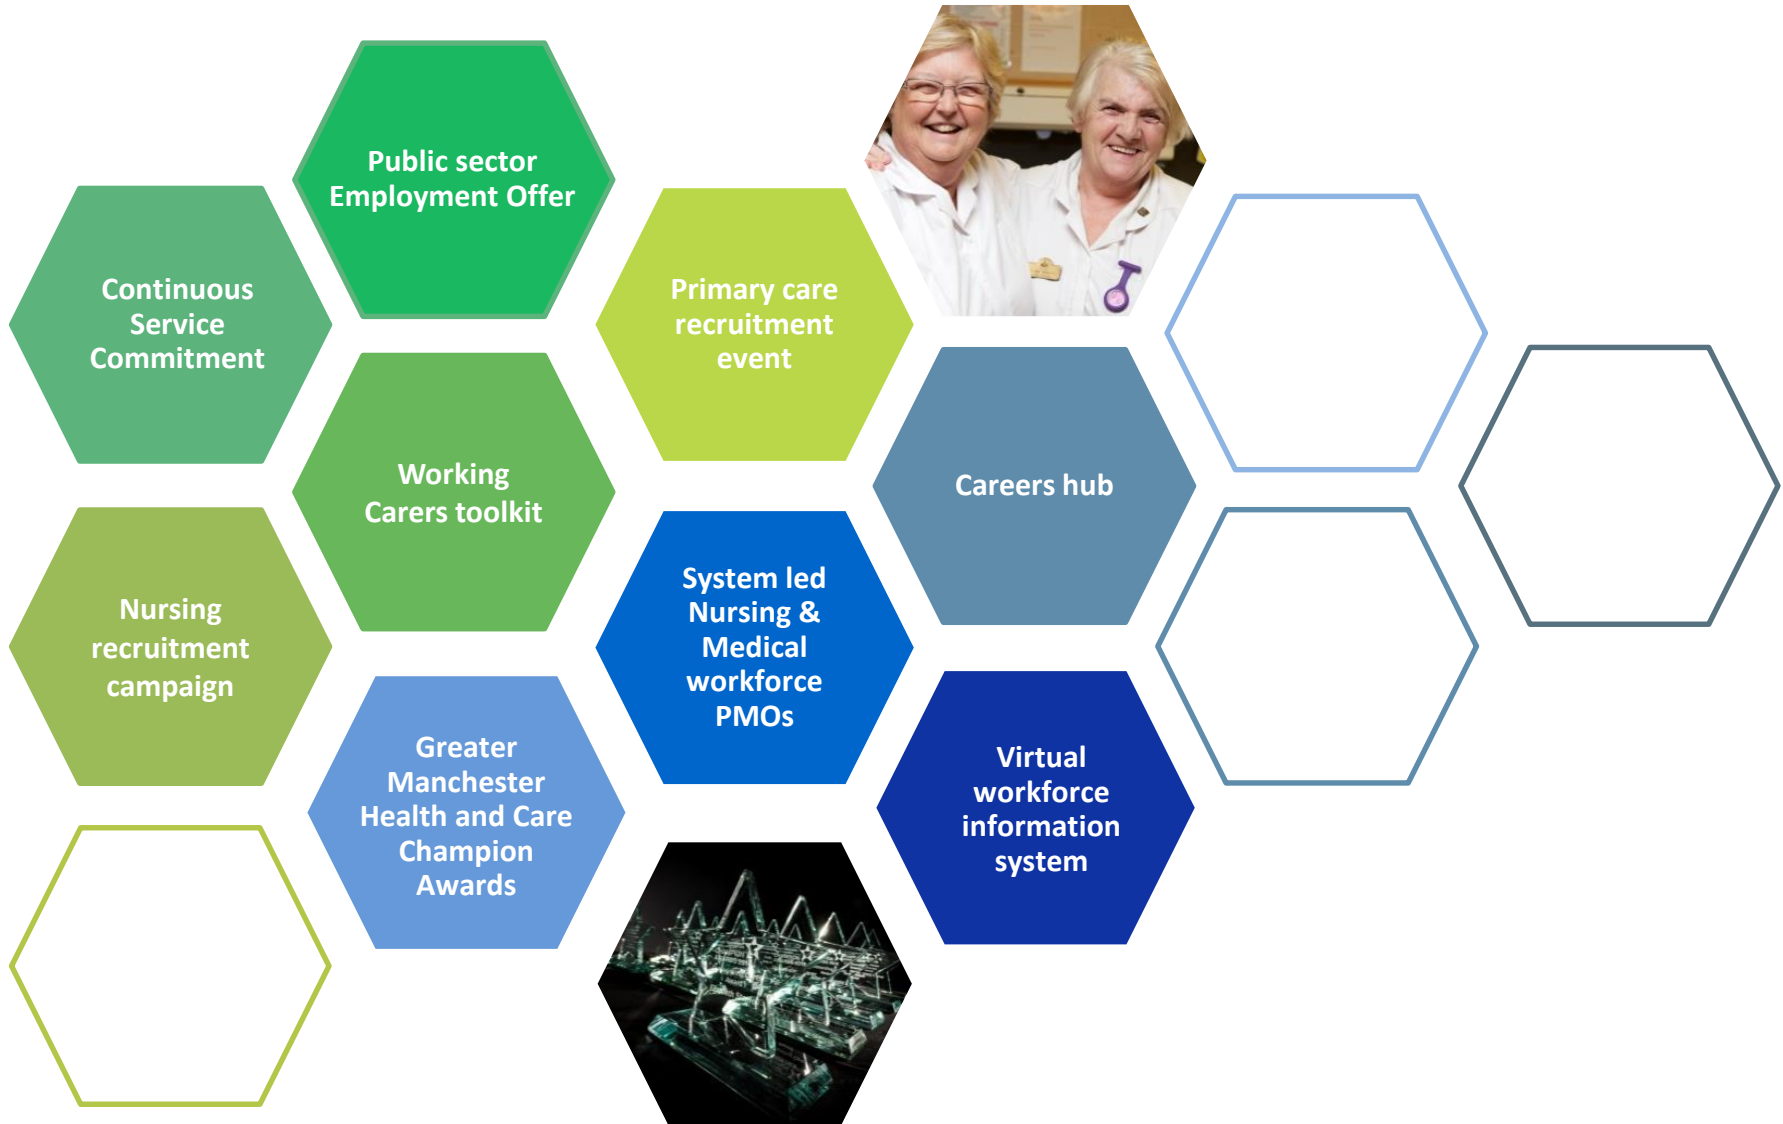 Public sector
Employment Offer
Continuous
Service
Commitment
Primary care
recruitment
event
Working
Carers toolkit
Careers hub
Nursing
recruitment
campaign
System led
Nursing &
Medical
workforce
PMOs
Greater
Manchester
Health and Care
Champion
Awards
Virtual
workforce
information
system